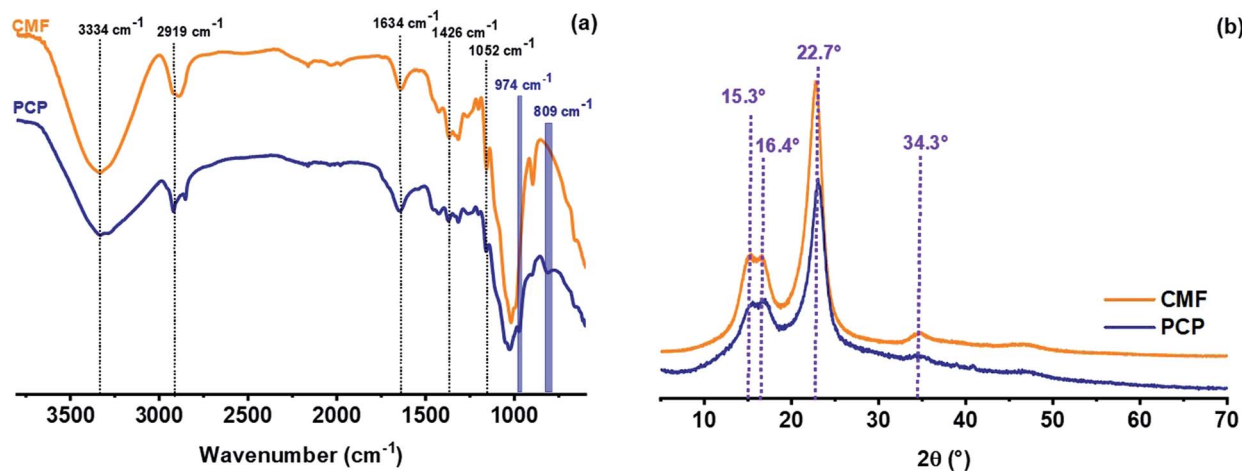 (a)
CMF
3334 cm-1
2919 cm-1
1634 cm-1
1426 cm-1
1052 cm-1
974 cm-1
809 cm-1
PCP
3500 3000 2500 2000 1500 1000
Wavenumber (cm-1)
(b)
22.7°
15.3°
16.4°
34.3°
CMF
PCP
10 20 30 40 50 60 70
2θ (°)